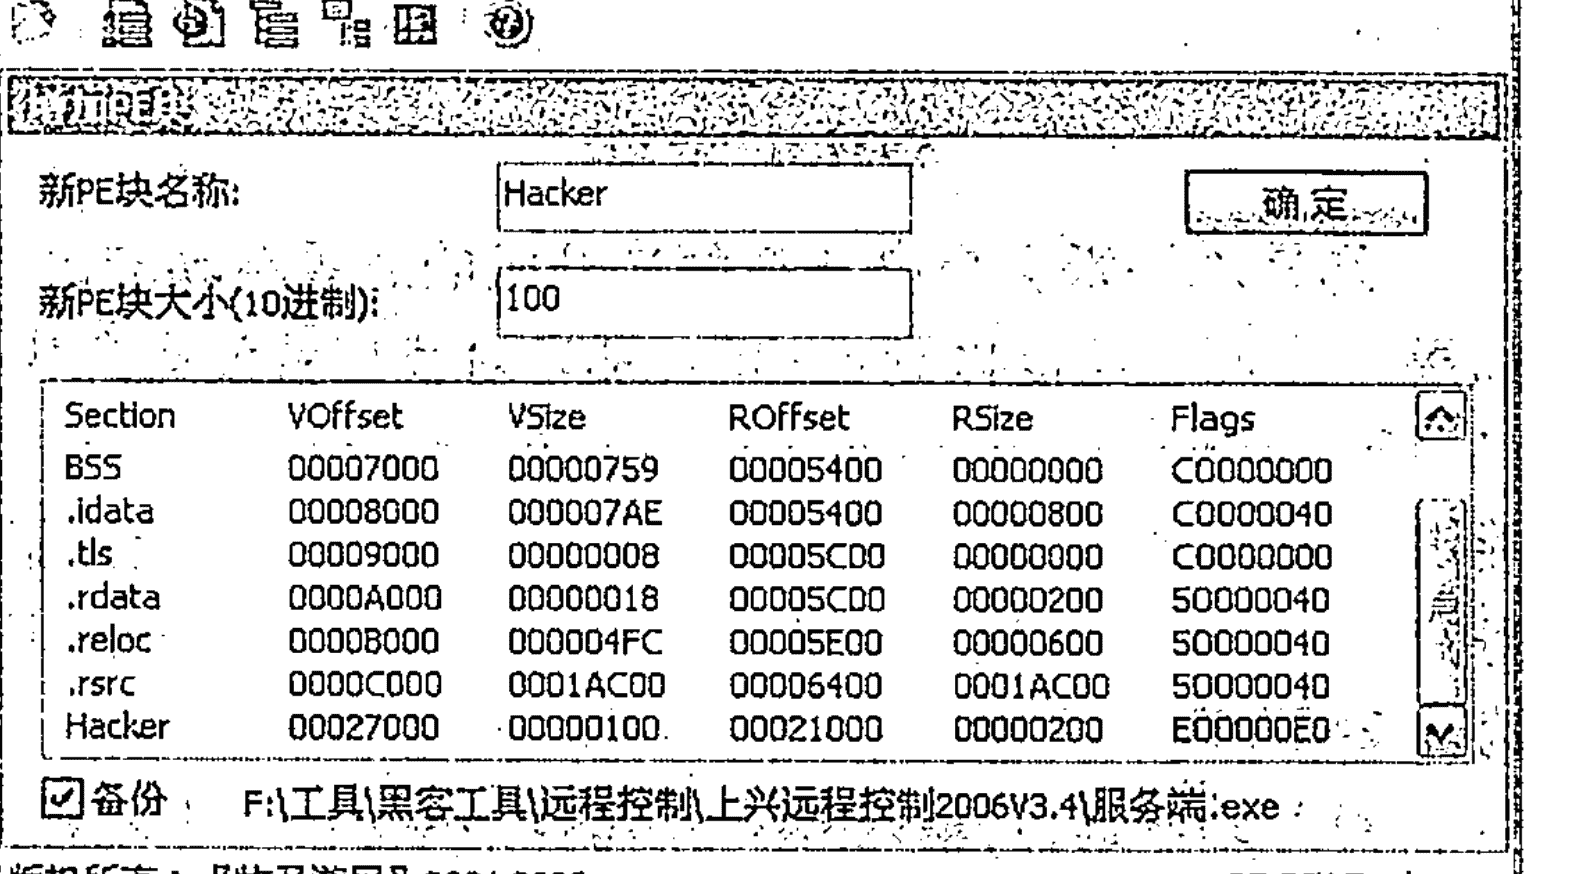 增加PE块
新PE块名称: Hacker 确定
新PE块大小(10进制): 100
Section VOffset VSize ROffset RSize Flags
BSS 00007000 00000759 00005400 00000000 C0000000
.idata 00008000 000007AE 00005400 00000800 C0000040
.tls 00009000 00000008 00005C00 00000000 C0000000
.rdata 0000A000 00000018 00005C00 00000200 50000040
.reloc 0000B000 000004FC 00005E00 00000600 50000040
.rsrc 0000C000 0001AC00 00006400 0001AC00 50000040
Hacker 00027000 00000100 00021000 00000200 E00000E0
备份 F:\工具\黑客工具\远程控制\上兴远程控制2006V3.4\服务端.exe